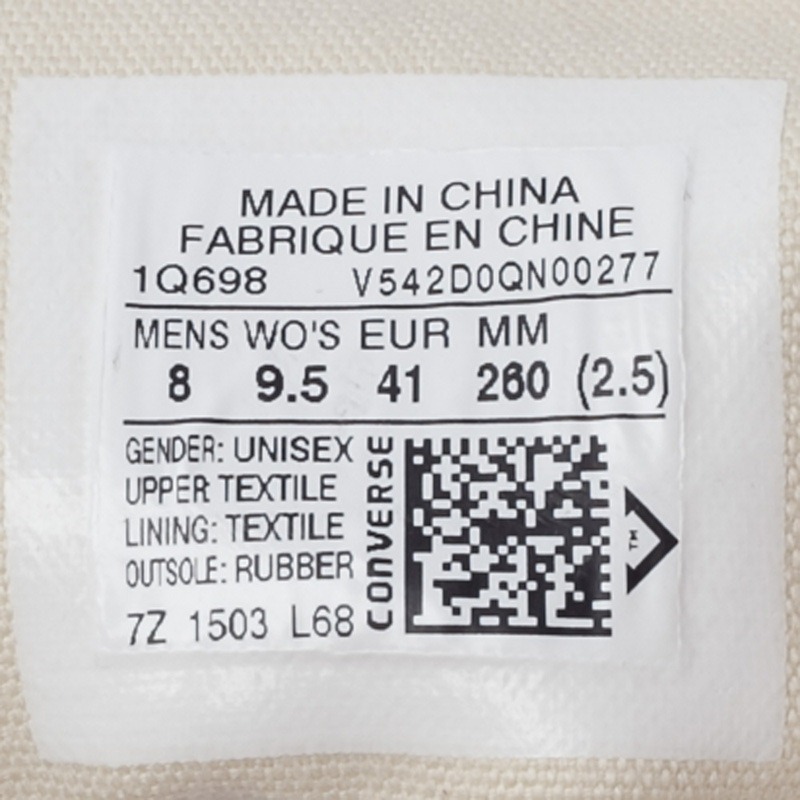 MADE IN CHINA
FABRIQUE EN CHINE
1Q698 V542D0QN00277
MENS WO'S EUR MM
8 9.5 41 260 (2.5)
GENDER: UNISEX
UPPER TEXTILE
LINING: TEXTILE
OUTSOLE: RUBBER
7Z 1503 L68
CONVERSE
TM